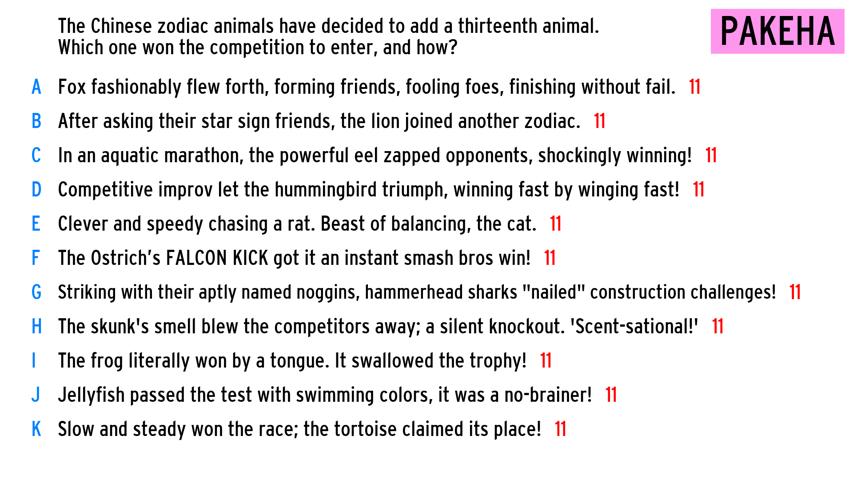 The Chinese zodiac animals have decided to add a thirteenth animal.
Which one won the competition to enter, and how?
PAKEHA
A Fox fashionably flew forth, forming friends, fooling foes, finishing without fail. 11
B After asking their star sign friends, the lion joined another zodiac. 11
C In an aquatic marathon, the powerful eel zapped opponents, shockingly winning! 11
D Competitive improv let the hummingbird triumph, winning fast by winging fast! 11
E Clever and speedy chasing a rat. Beast of balancing, the cat. 11
F The Ostrich's FALCON KICK got it an instant smash bros win! 11
G Striking with their aptly named noggins, hammerhead sharks "nailed" construction challenges! 11
H The skunk's smell blew the competitors away; a silent knockout. 'Scent-sational!' 11
I The frog literally won by a tongue. It swallowed the trophy! 11
J Jellyfish passed the test with swimming colors, it was a no-brainer! 11
K Slow and steady won the race; the tortoise claimed its place! 11